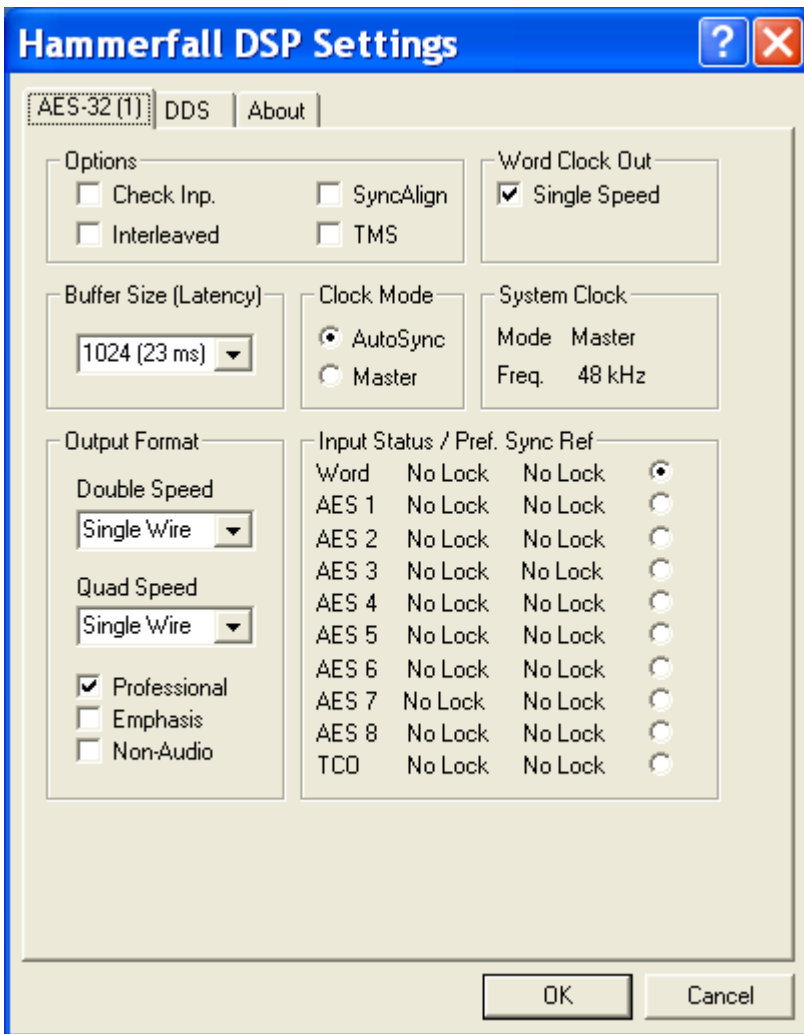 Hammerfall DSP Settings
AES-32 (1) DDS About
Options
Check Inp. SyncAlign
Interleaved TMS
Word Clock Out
Single Speed
Buffer Size (Latency)
1024 (23 ms)
Clock Mode
AutoSync
Master
System Clock
Mode Master
Freq. 48 kHz
Output Format
Double Speed
Single Wire
Quad Speed
Single Wire
Professional
Emphasis
Non-Audio
Input Status / Pref. Sync Ref
Word No Lock No Lock
AES 1 No Lock No Lock
AES 2 No Lock No Lock
AES 3 No Lock No Lock
AES 4 No Lock No Lock
AES 5 No Lock No Lock
AES 6 No Lock No Lock
AES 7 No Lock No Lock
AES 8 No Lock No Lock
TCO No Lock No Lock
OK Cancel